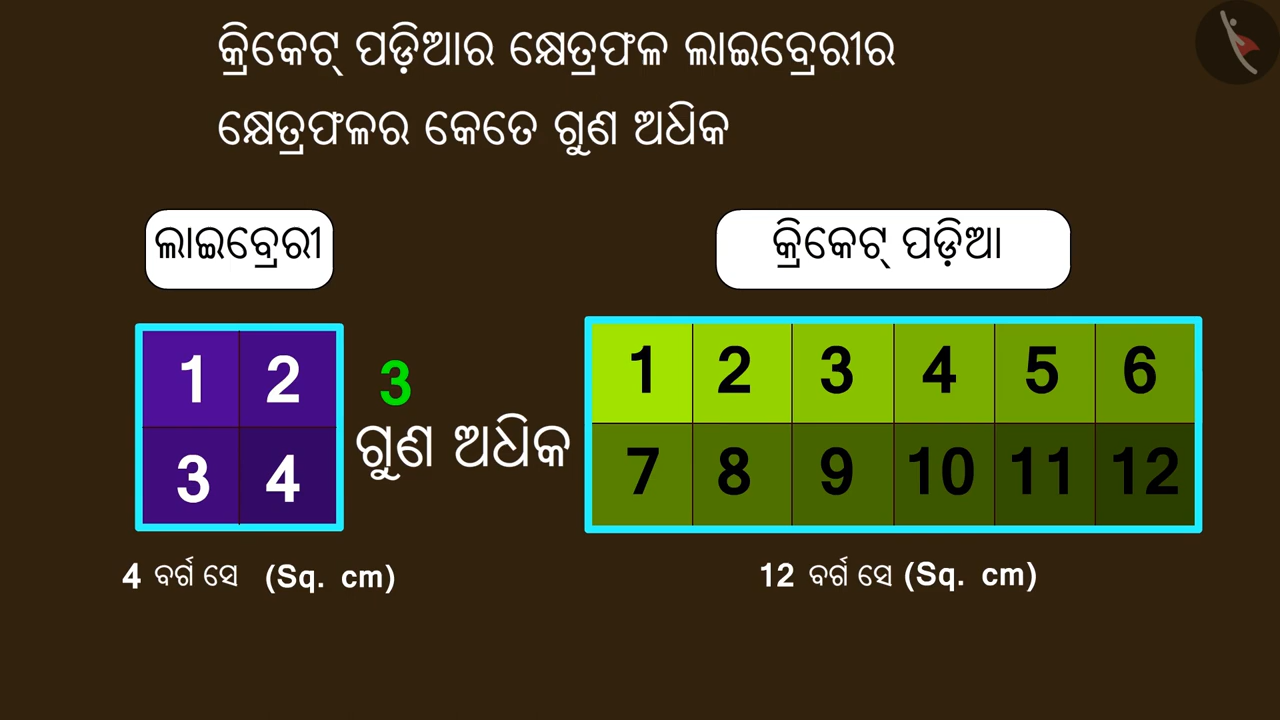 କ୍ରିକେଟ୍ ପଡ଼ିଆର କ୍ଷେତ୍ରଫଳ ଲାଇବ୍ରେରୀର
କ୍ଷେତ୍ରଫଳର କେତେ ଗୁଣ ଅଧିକ
ଲାଇବ୍ରେରୀ
କ୍ରିକେଟ୍ ପଡ଼ିଆ
1 2
3 4
3
ଗୁଣ ଅଧିକ
1 2 3 4 5 6
7 8 9 10 11 12
4 ବର୍ଗ ସେ (Sq. cm)
12 ବର୍ଗ ସେ (Sq. cm)